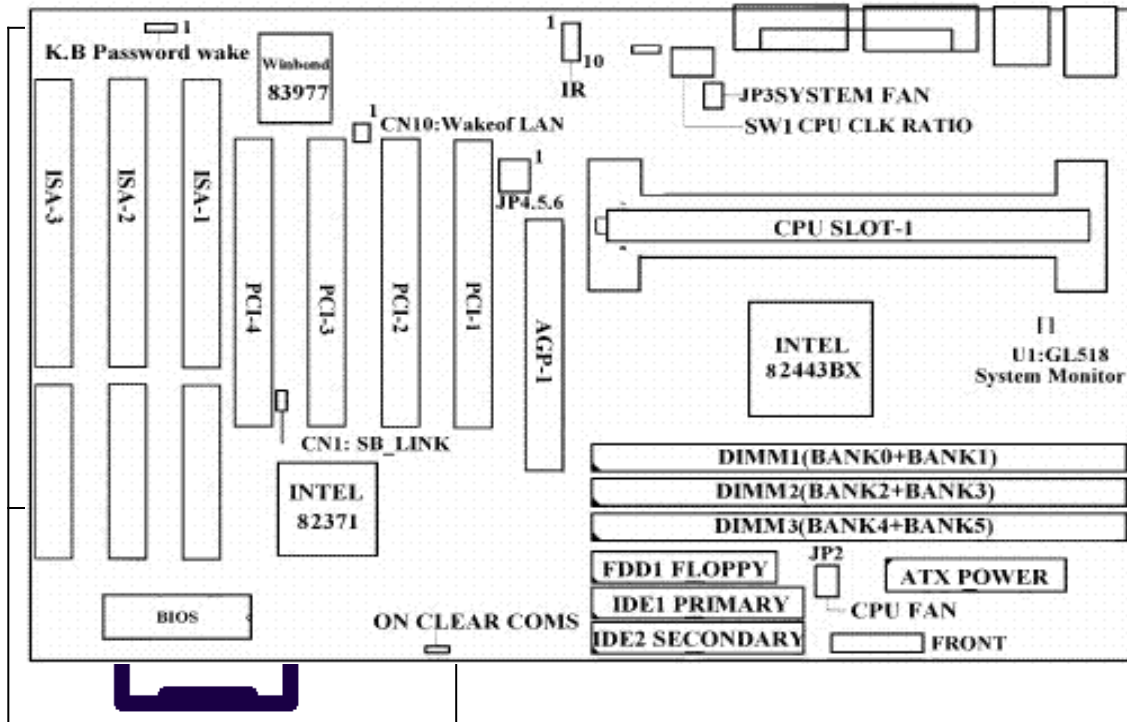 1
K.B Password wake
Winbond
83977
1
10
IR
JP3SYSTEM FAN
SW1 CPU CLK RATIO
1
CN10:Wakeof LAN
1
JP4.5.6
ISA-3
ISA-2
ISA-1
PCI-4
PCI-3
PCI-2
PCI-1
AGP-1
CPU SLOT-1
INTEL
82443BX
U1:GL518
System Monitor
CN1: SB_LINK
INTEL
82371
DIMM1(BANK0+BANK1)
DIMM2(BANK2+BANK3)
DIMM3(BANK4+BANK5)
FDD1 FLOPPY
JP2
ATX POWER
IDE1 PRIMARY
CPU FAN
BIOS
ON CLEAR COMS
IDE2 SECONDARY
FRONT